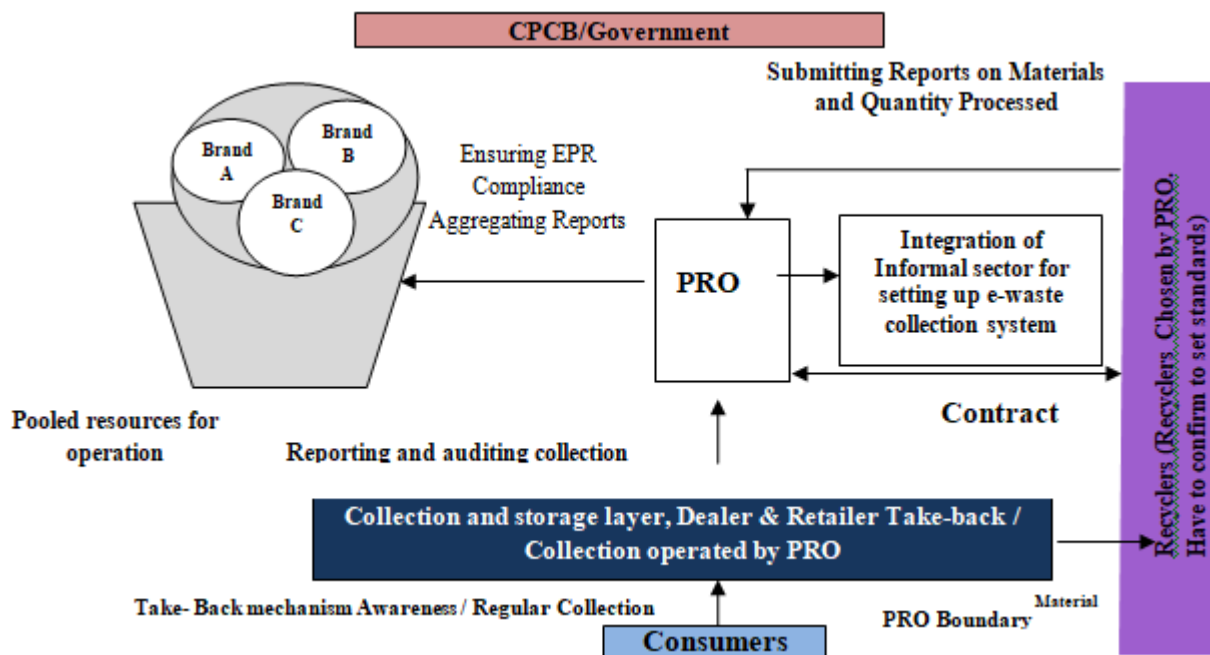 CPCB/Government
Submitting Reports on Materials
and Quantity Processed
Brand
A
Brand
B
Brand
C
Ensuring EPR
Compliance
Aggregating Reports
PRO
Integration of
Informal sector for
setting up e-waste
collection system
Recyclers (Recyclers Chosen by PRO,
Have to confirm to set standards)
Contract
Pooled resources for
operation
Reporting and auditing collection
Collection and storage layer, Dealer & Retailer Take-back /
Collection operated by PRO
Take- Back mechanism Awareness / Regular Collection
PRO Boundary Material
Consumers